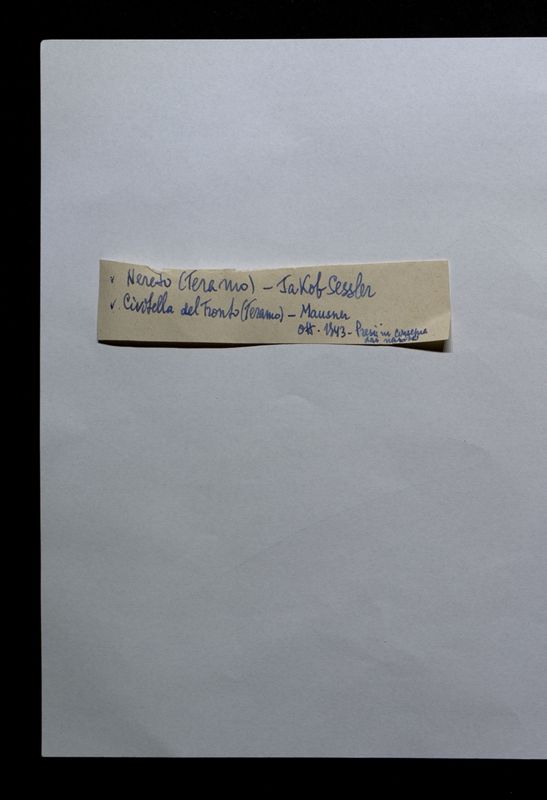 v Nereto (Teramo) – Jakob Sessler
v. Civitella del Tronto (Teramo) – Mausner
ott. 1943 – Presi in consegna
dai nazisti